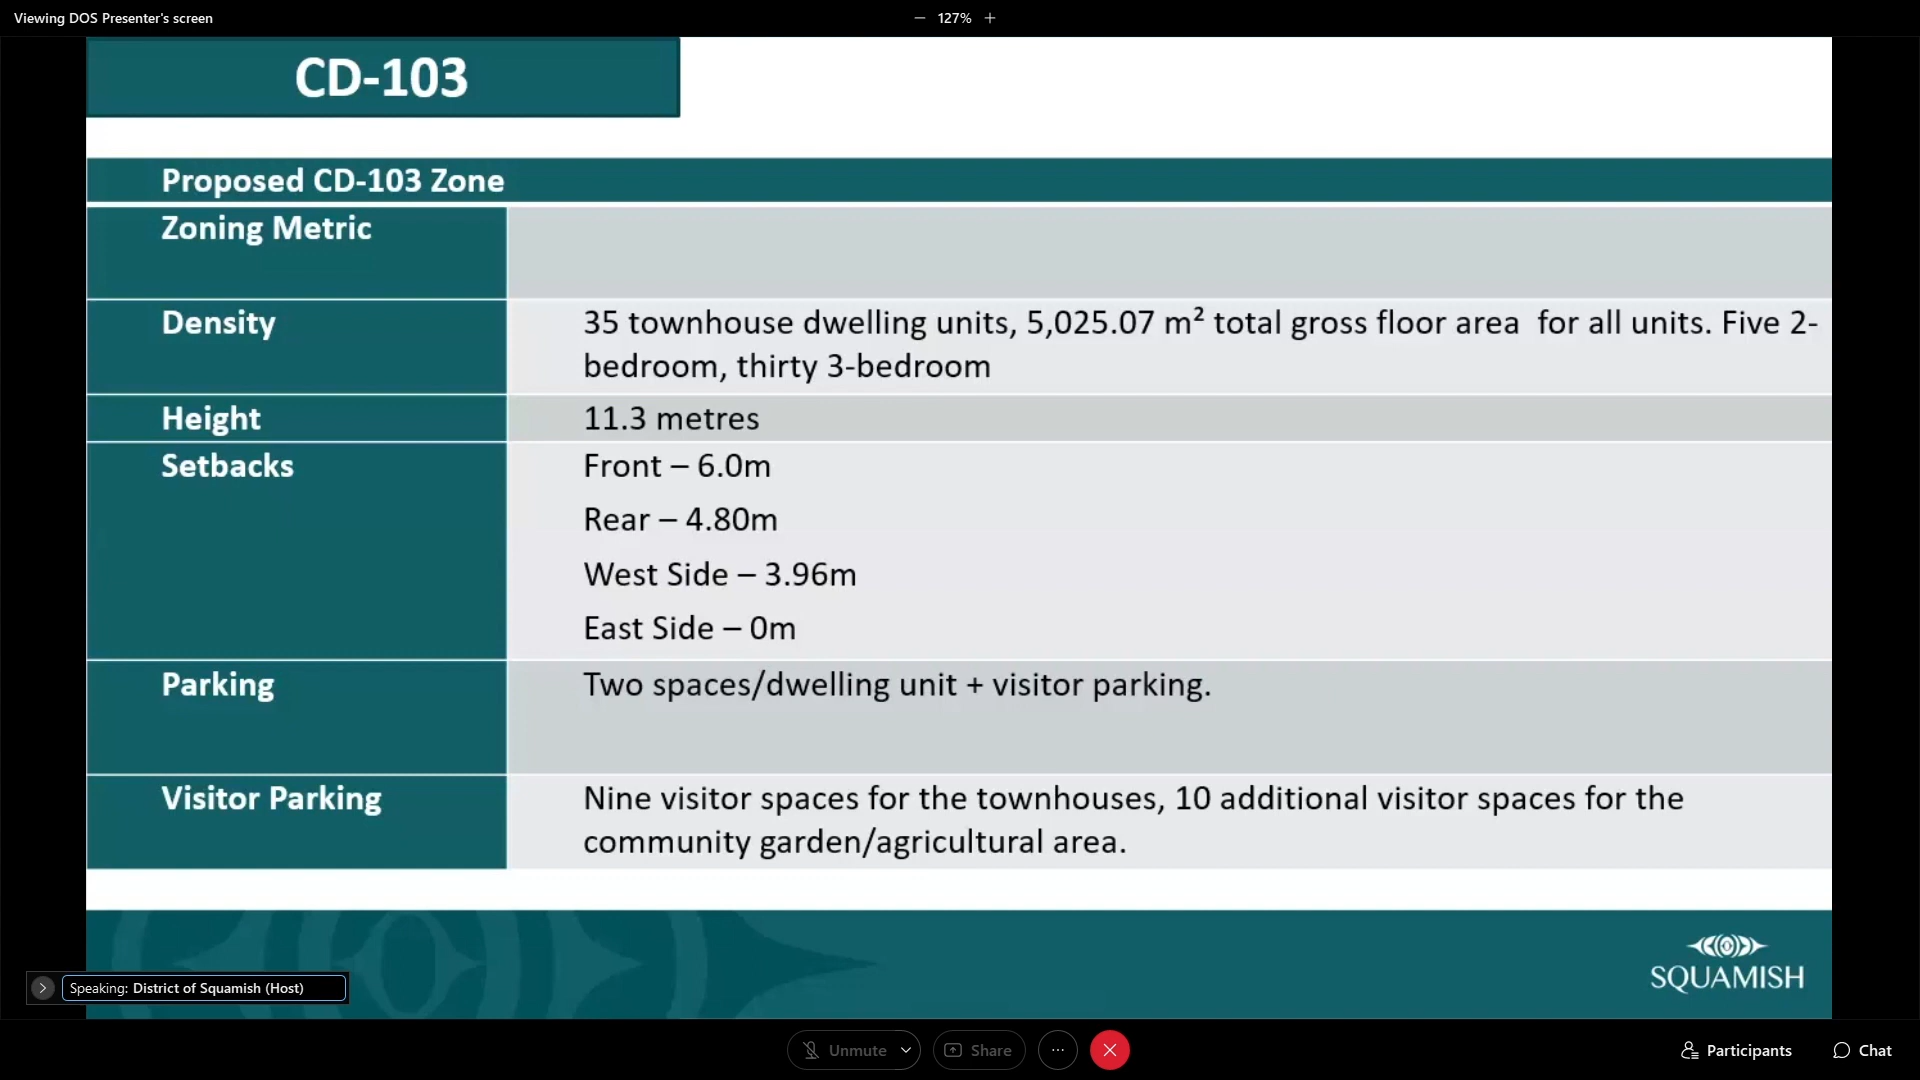 Viewing DOS Presenter's screen
127%
CD-103
Proposed CD-103 Zone
Zoning Metric
Density
35 townhouse dwelling units, 5,025.07 m² total gross floor area for all units. Five 2-
bedroom, thirty 3-bedroom
Height
11.3 metres
Setbacks
Front – 6.0m
Rear – 4.80m
West Side – 3.96m
East Side – 0m
Parking
Two spaces/dwelling unit + visitor parking.
Visitor Parking
Nine visitor spaces for the townhouses, 10 additional visitor spaces for the
community garden/agricultural area.
SQUAMISH
Speaking: District of Squamish (Host)
Unmute
Share
Participants
Chat